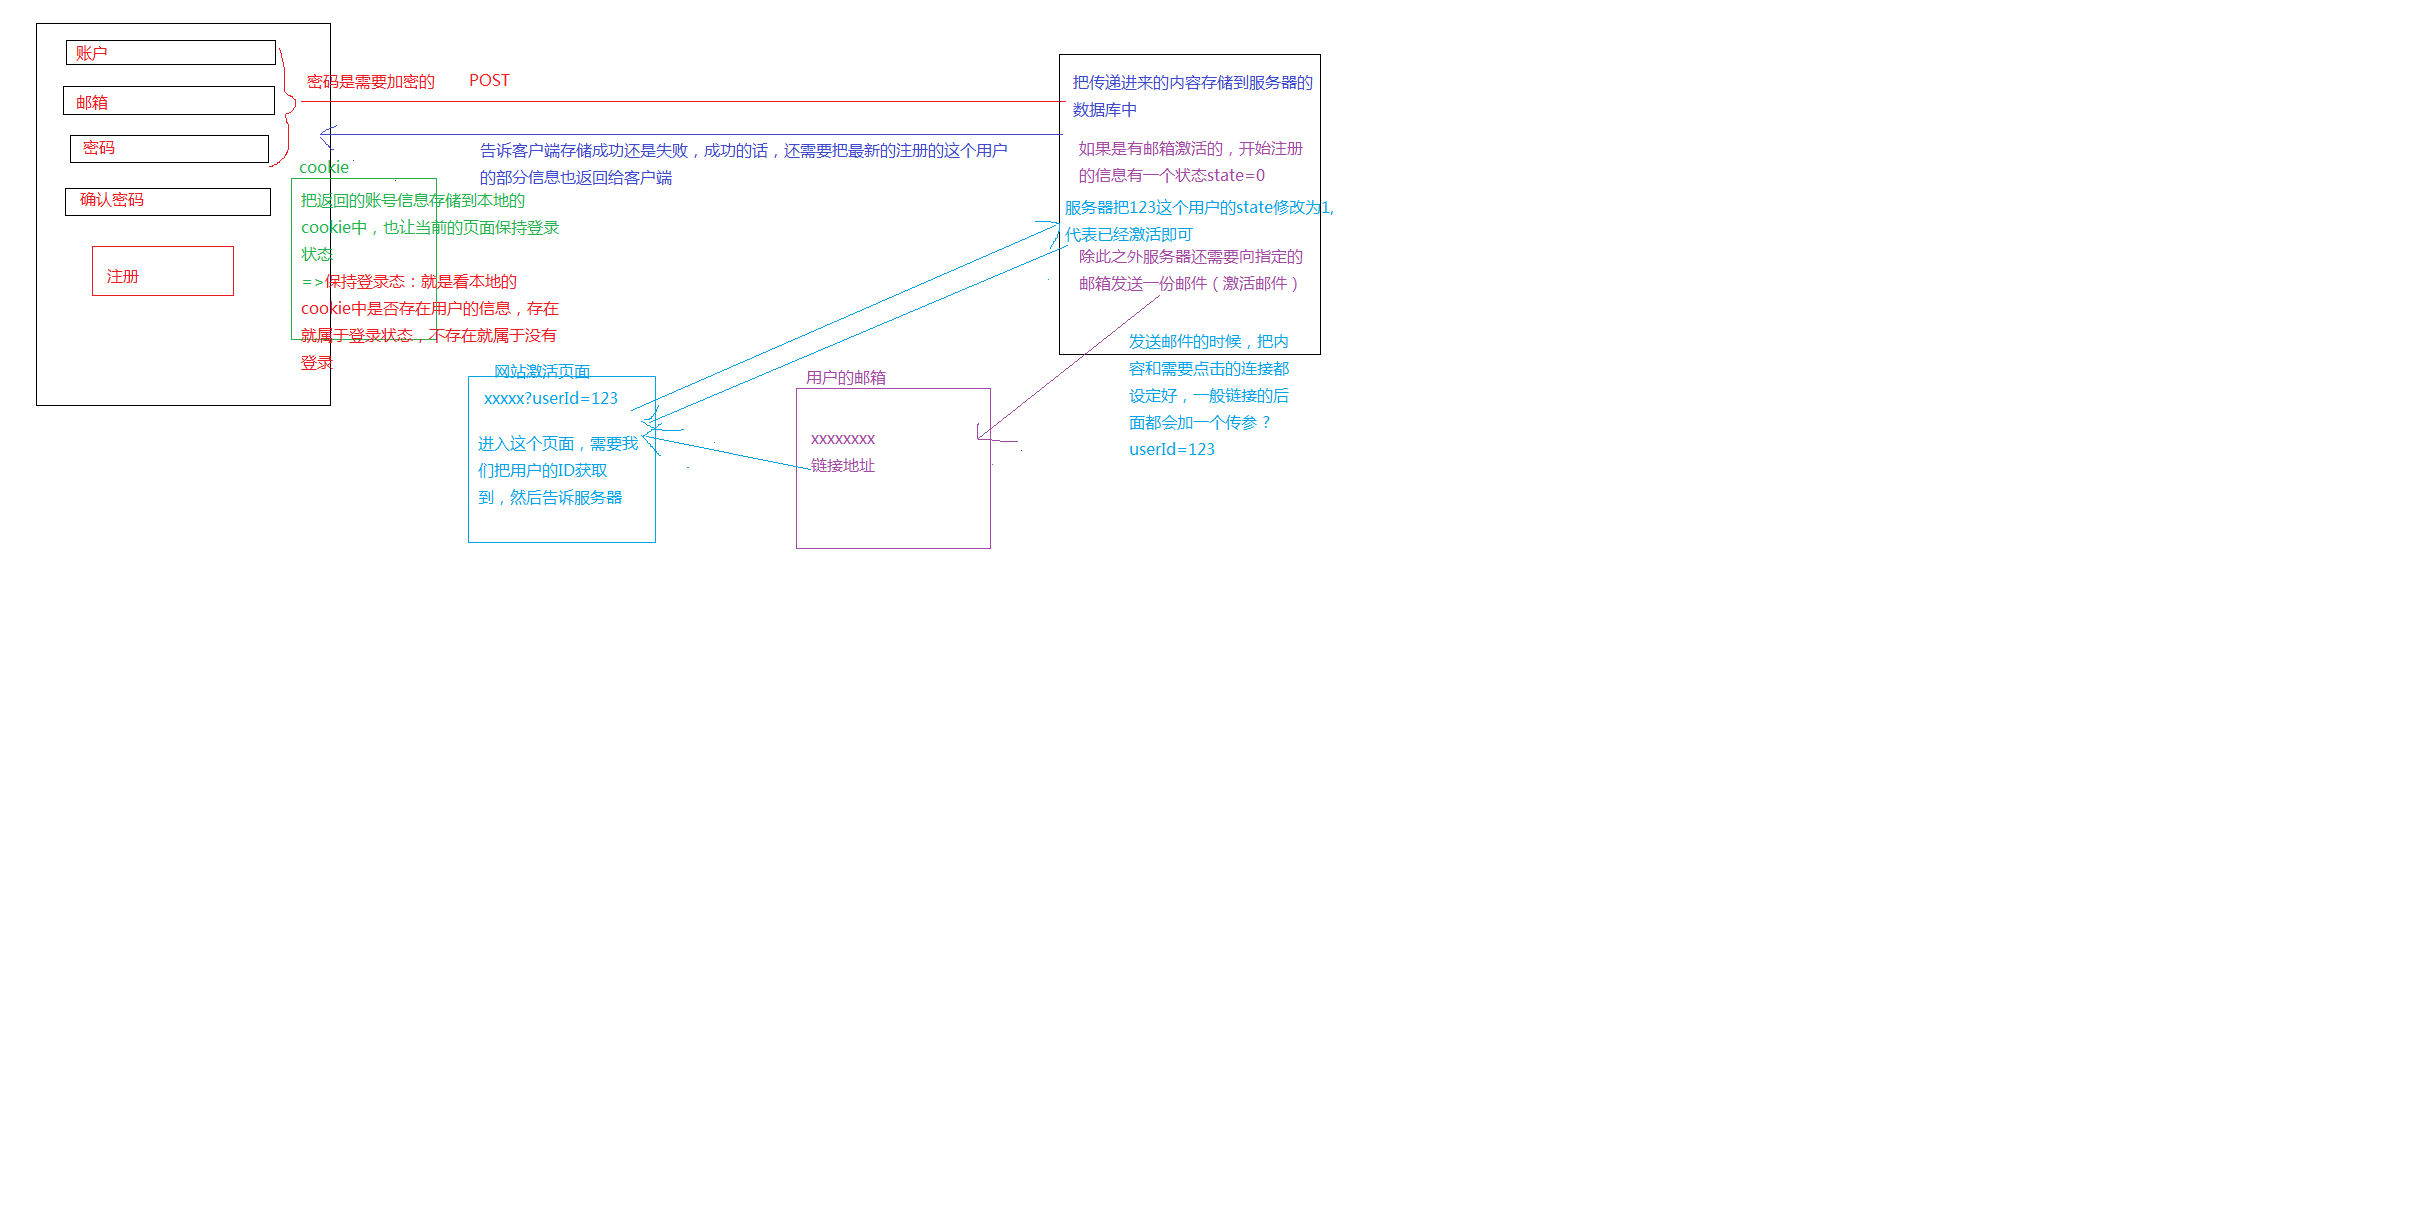 账户
邮箱
密码
确认密码
注册
密码是需要加密的 POST
告诉客户端存储成功还是失败，成功的话，还需要把最新的注册的这个用户
的部分信息也返回给客户端
cookie
把返回的账号信息存储到本地的
cookie中，也让当前的页面保持登录
状态
=>保持登录态：就是看本地的
cookie中是否存在用户的信息，存在
就属于登录状态，不存在就属于没有
登录
把传递进来的内容存储到服务器的
数据库中
如果是有邮箱激活的，开始注册
的信息有一个状态state=0
服务器把123这个用户的state修改为1,
代表已经激活即可
除此之外服务器还需要向指定的
邮箱发送一份邮件（激活邮件）
发送邮件的时候，把内
容和需要点击的连接都
设定好，一般链接的后
面都会加一个传参？
userId=123
用户的邮箱
xxxxxxxx
链接地址
网站激活页面
xxxxx?userId=123
进入这个页面，需要我
们把用户的ID获取
到，然后告诉服务器